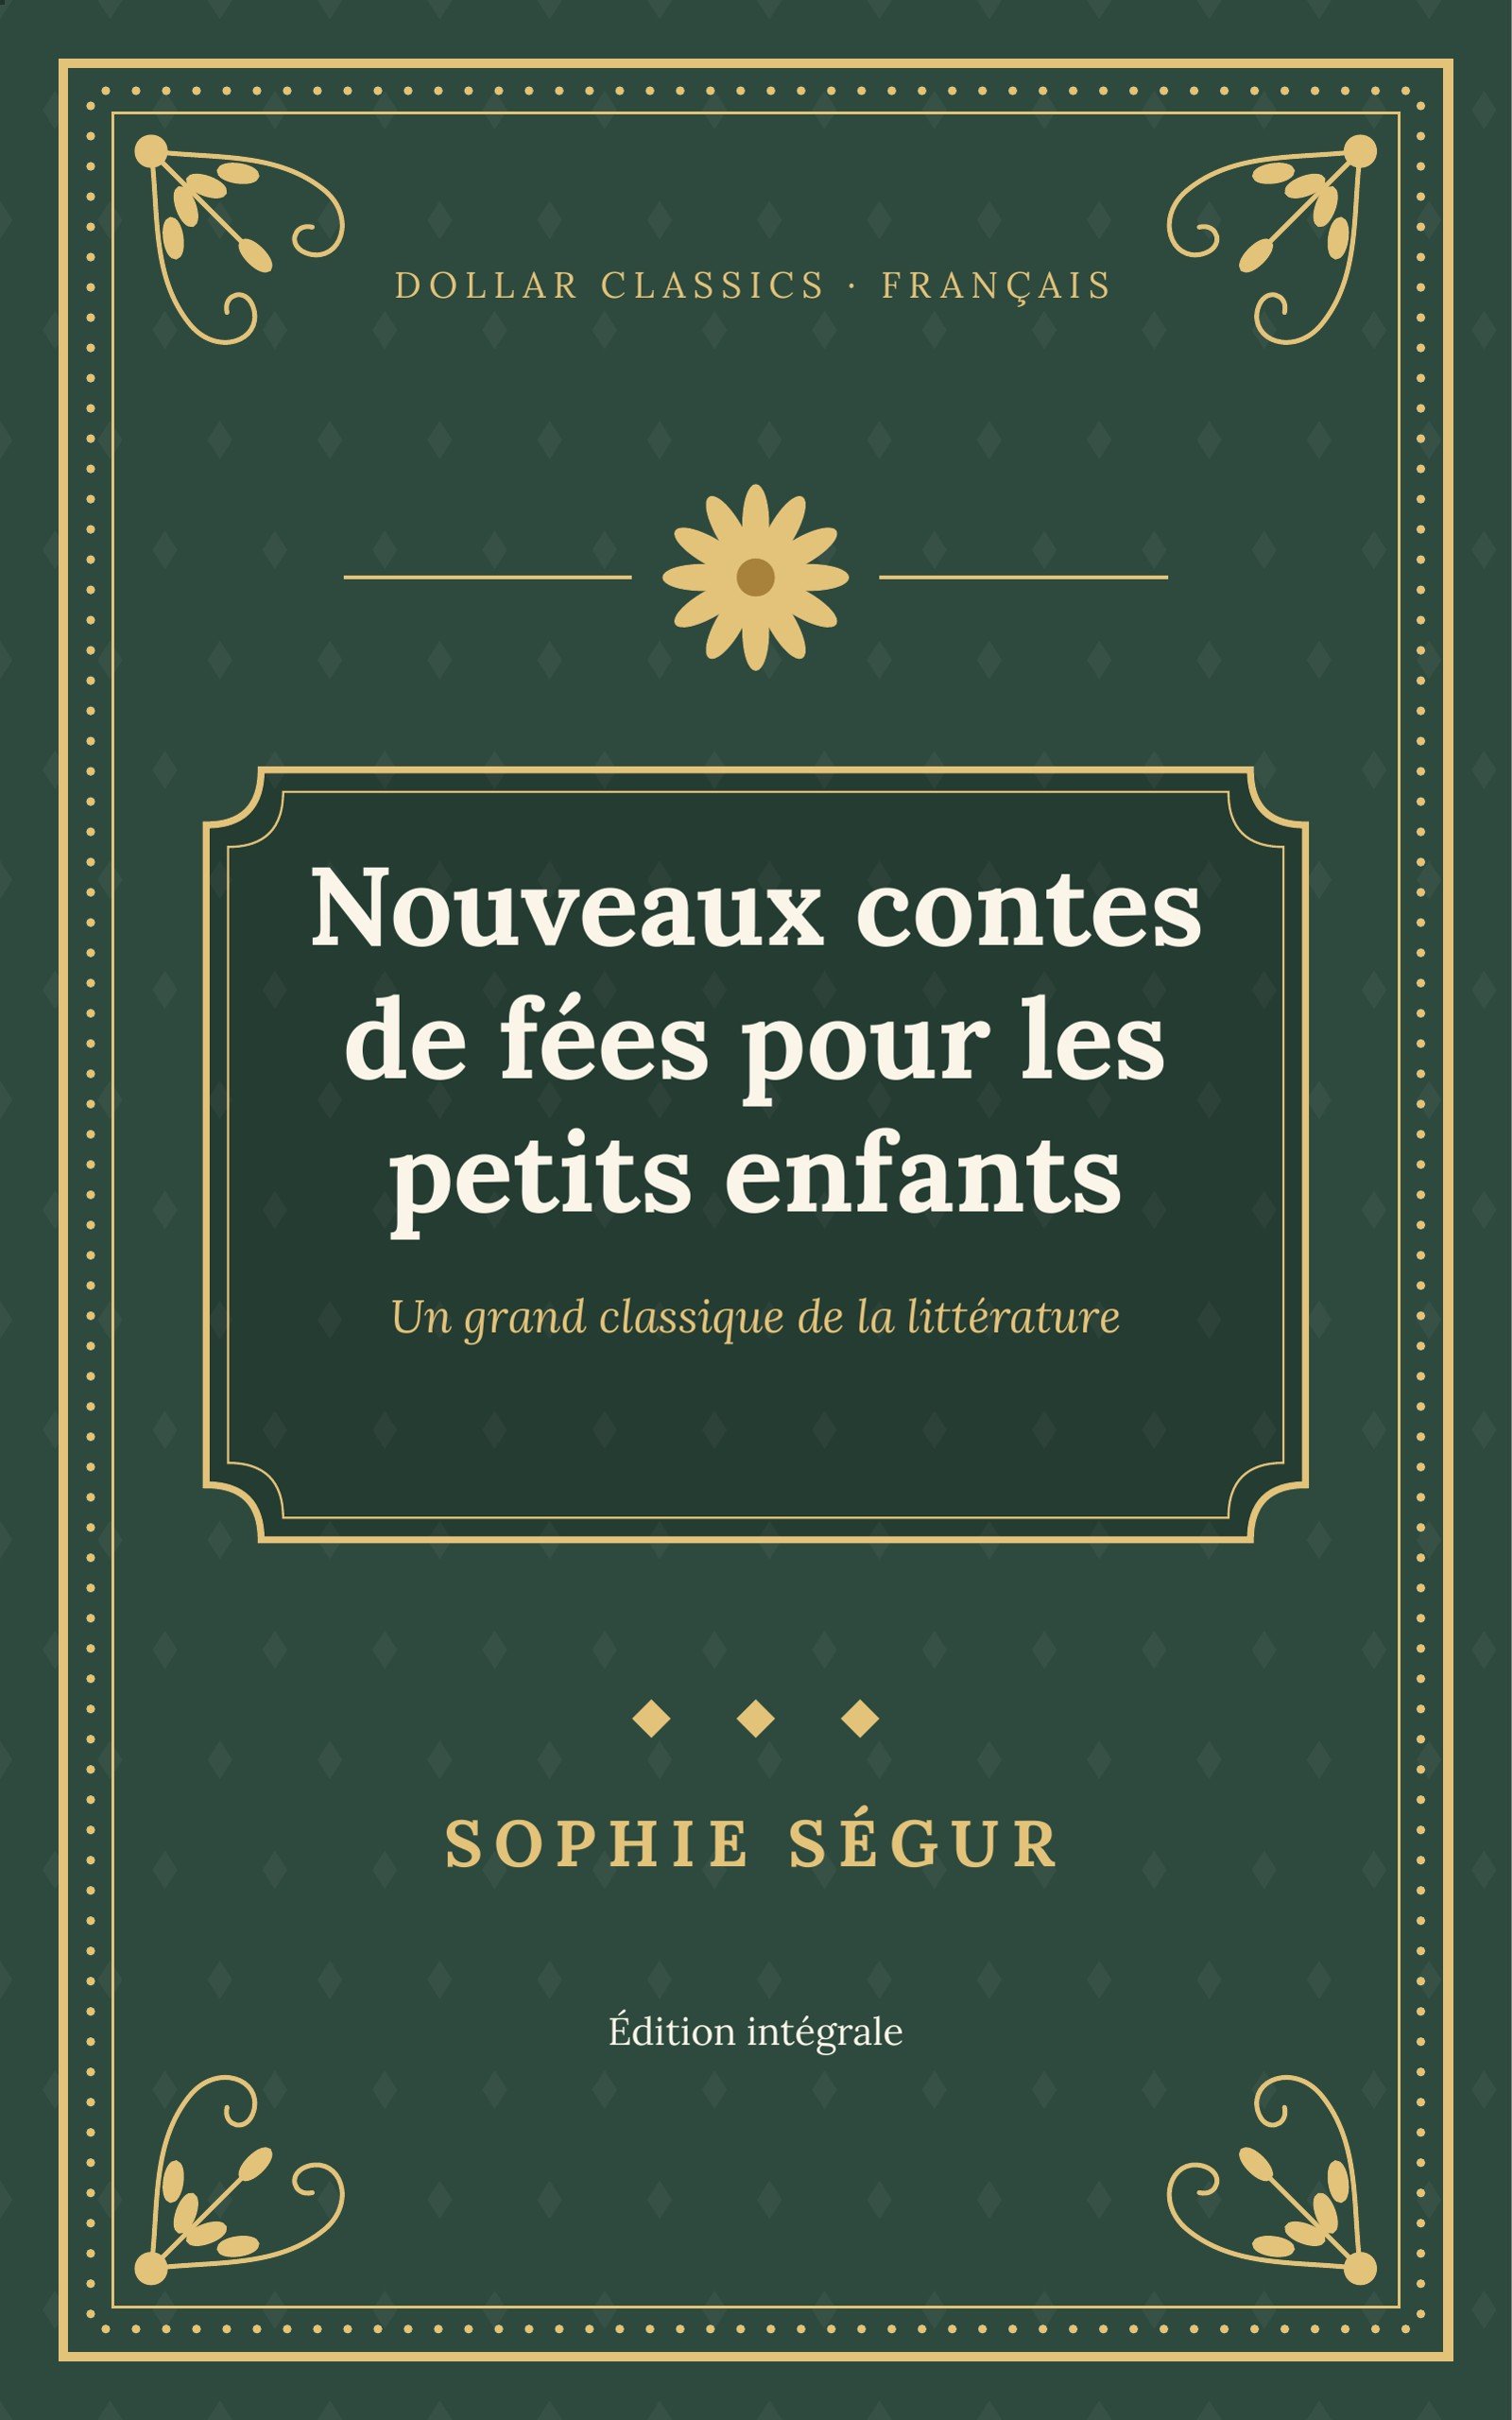 DOLLAR CLASSICS · FRANÇAIS
Nouveaux contes
de fées pour les
petits enfants
Un grand classique de la littérature
SOPHIE SÉGUR
Édition intégrale